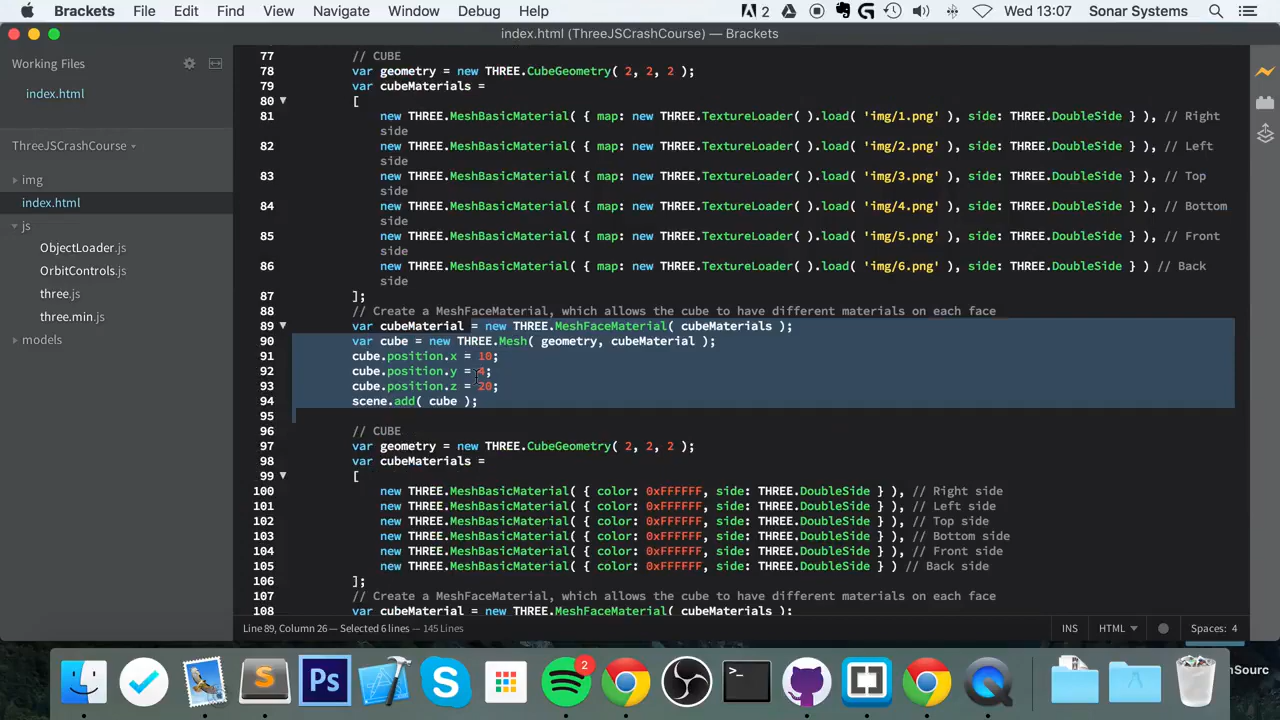 Brackets File Edit Find View Navigate Window Debug Help 2 Wed 13:07 Sonar Systems
index.html (ThreeJSCrashCourse) — Brackets
Working Files
index.html
ThreeJSCrashCourse
img
index.html
js
ObjectLoader.js
OrbitControls.js
three.js
three.min.js
models
77 // CUBE
78 var geometry = new THREE.CubeGeometry( 2, 2, 2 );
79 var cubeMaterials =
80 [
81 new THREE.MeshBasicMaterial( { map: new THREE.TextureLoader( ).load( 'img/1.png' ), side: THREE.DoubleSide } ), // Right
side
82 new THREE.MeshBasicMaterial( { map: new THREE.TextureLoader( ).load( 'img/2.png' ), side: THREE.DoubleSide } ), // Left
side
83 new THREE.MeshBasicMaterial( { map: new THREE.TextureLoader( ).load( 'img/3.png' ), side: THREE.DoubleSide } ), // Top
side
84 new THREE.MeshBasicMaterial( { map: new THREE.TextureLoader( ).load( 'img/4.png' ), side: THREE.DoubleSide } ), // Bottom
side
85 new THREE.MeshBasicMaterial( { map: new THREE.TextureLoader( ).load( 'img/5.png' ), side: THREE.DoubleSide } ), // Front
side
86 new THREE.MeshBasicMaterial( { map: new THREE.TextureLoader( ).load( 'img/6.png' ), side: THREE.DoubleSide } ) // Back
side
87 ];
88 // Create a MeshFaceMaterial, which allows the cube to have different materials on each face
89 var cubeMaterial = new THREE.MeshFaceMaterial( cubeMaterials );
90 var cube = new THREE.Mesh( geometry, cubeMaterial );
91 cube.position.x = 10;
92 cube.position.y = 4;
93 cube.position.z = 20;
94 scene.add( cube );
95
96 // CUBE
97 var geometry = new THREE.CubeGeometry( 2, 2, 2 );
98 var cubeMaterials =
99 [
100 new THREE.MeshBasicMaterial( { color: 0xFFFFFF, side: THREE.DoubleSide } ), // Right side
101 new THREE.MeshBasicMaterial( { color: 0xFFFFFF, side: THREE.DoubleSide } ), // Left side
102 new THREE.MeshBasicMaterial( { color: 0xFFFFFF, side: THREE.DoubleSide } ), // Top side
103 new THREE.MeshBasicMaterial( { color: 0xFFFFFF, side: THREE.DoubleSide } ), // Bottom side
104 new THREE.MeshBasicMaterial( { color: 0xFFFFFF, side: THREE.DoubleSide } ), // Front side
105 new THREE.MeshBasicMaterial( { color: 0xFFFFFF, side: THREE.DoubleSide } ) // Back side
106 ];
107 // Create a MeshFaceMaterial, which allows the cube to have different materials on each face
108 var cubeMaterial = new THREE.MeshFaceMaterial( cubeMaterials );
Line 89, Column 26 — Selected 6 lines — 145 Lines INS HTML Spaces: 4
2
Ps